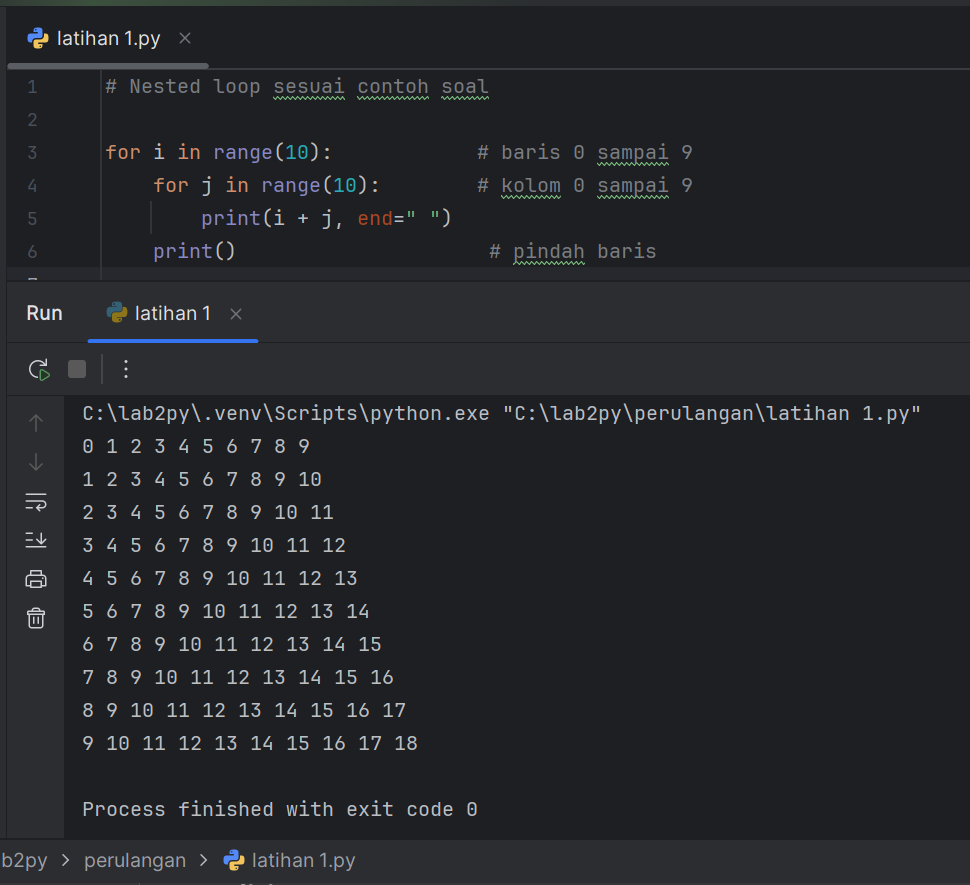 latihan 1.py
1 # Nested loop sesuai contoh soal
2
3 for i in range(10):            # baris 0 sampai 9
4     for j in range(10):        # kolom 0 sampai 9
5         print(i + j, end=" ")
6     print()                     # pindah baris
Run latihan 1
C:\lab2py\.venv\Scripts\python.exe "C:\lab2py\perulangan\latihan 1.py"
0 1 2 3 4 5 6 7 8 9
1 2 3 4 5 6 7 8 9 10
2 3 4 5 6 7 8 9 10 11
3 4 5 6 7 8 9 10 11 12
4 5 6 7 8 9 10 11 12 13
5 6 7 8 9 10 11 12 13 14
6 7 8 9 10 11 12 13 14 15
7 8 9 10 11 12 13 14 15 16
8 9 10 11 12 13 14 15 16 17
9 10 11 12 13 14 15 16 17 18
Process finished with exit code 0
b2py > perulangan > latihan 1.py